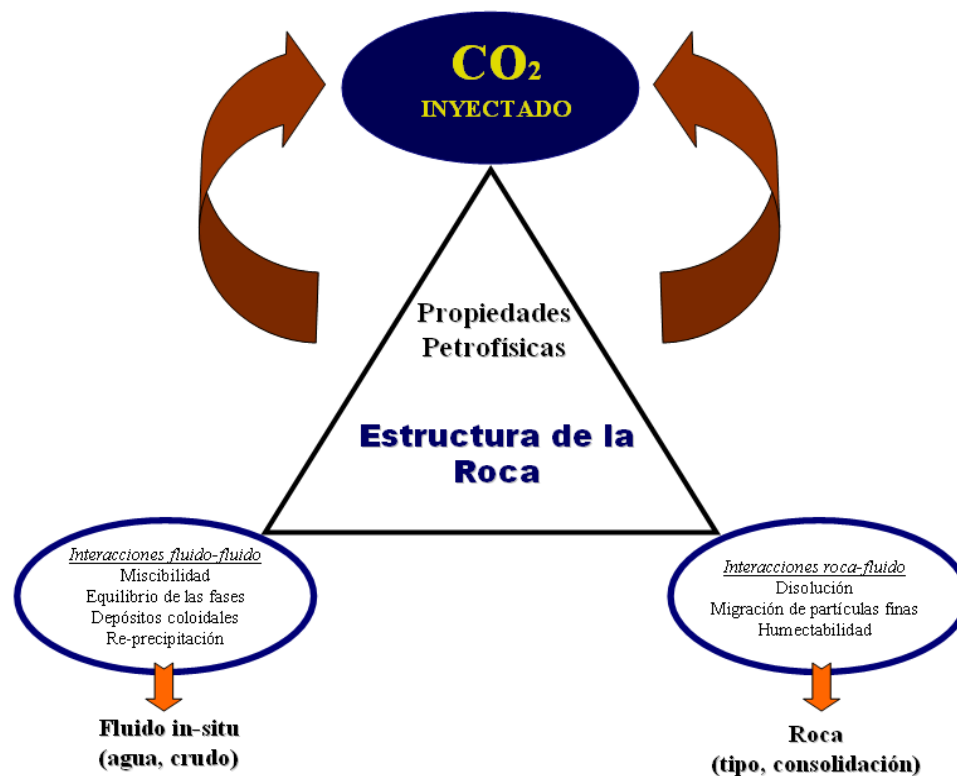 CO₂
INYECTADO
Propiedades
Petrofísicas
Estructura de la
Roca
Interacciones fluido-fluido
Miscibilidad
Equilibrio de las fases
Depósitos coloidales
Re-precipitación
Fluido in-situ
(agua, crudo)
Interacciones roca-fluido
Disolución
Migración de partículas finas
Humectabilidad
Roca
(tipo, consolidación)